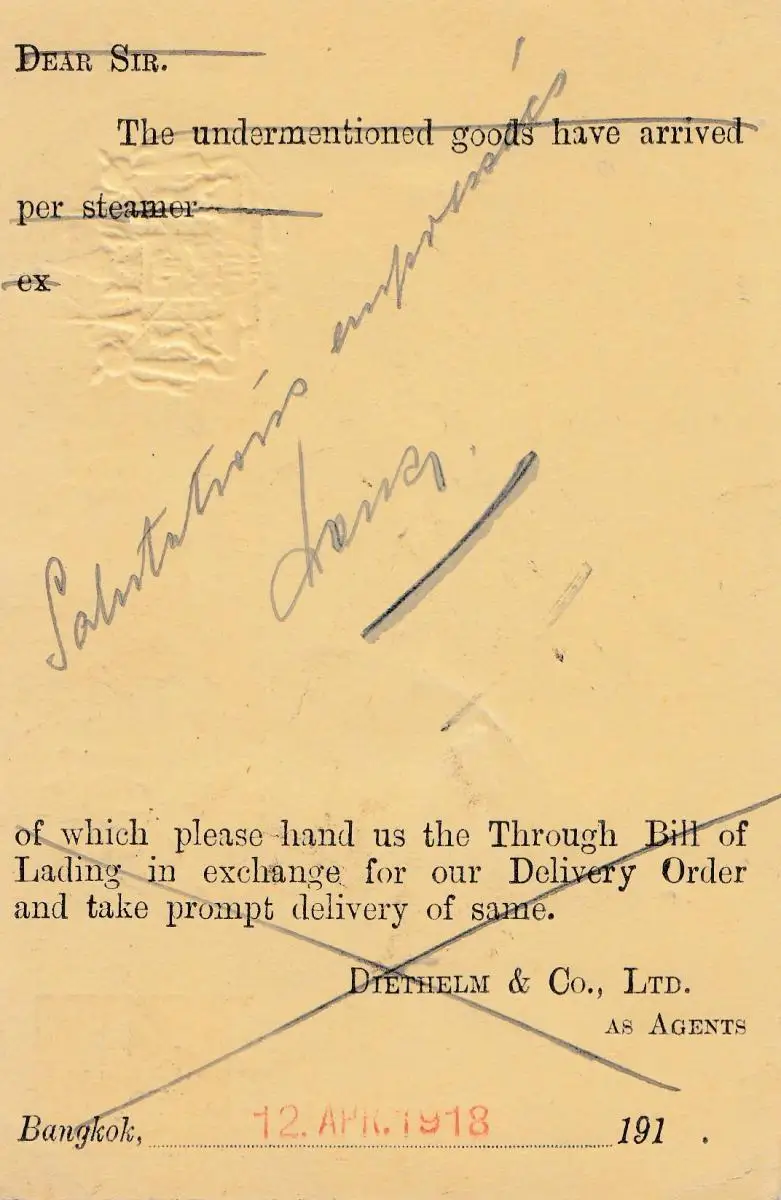 DEAR SIR.
The undermentioned goods have arrived
per steamer
ex
Salutations empressées
of which please hand us the Through Bill of
Lading in exchange for our Delivery Order
and take prompt delivery of same.
DIETHELM & Co., LTD.
AS AGENTS
Bangkok, 12. APR. 1918 191 .